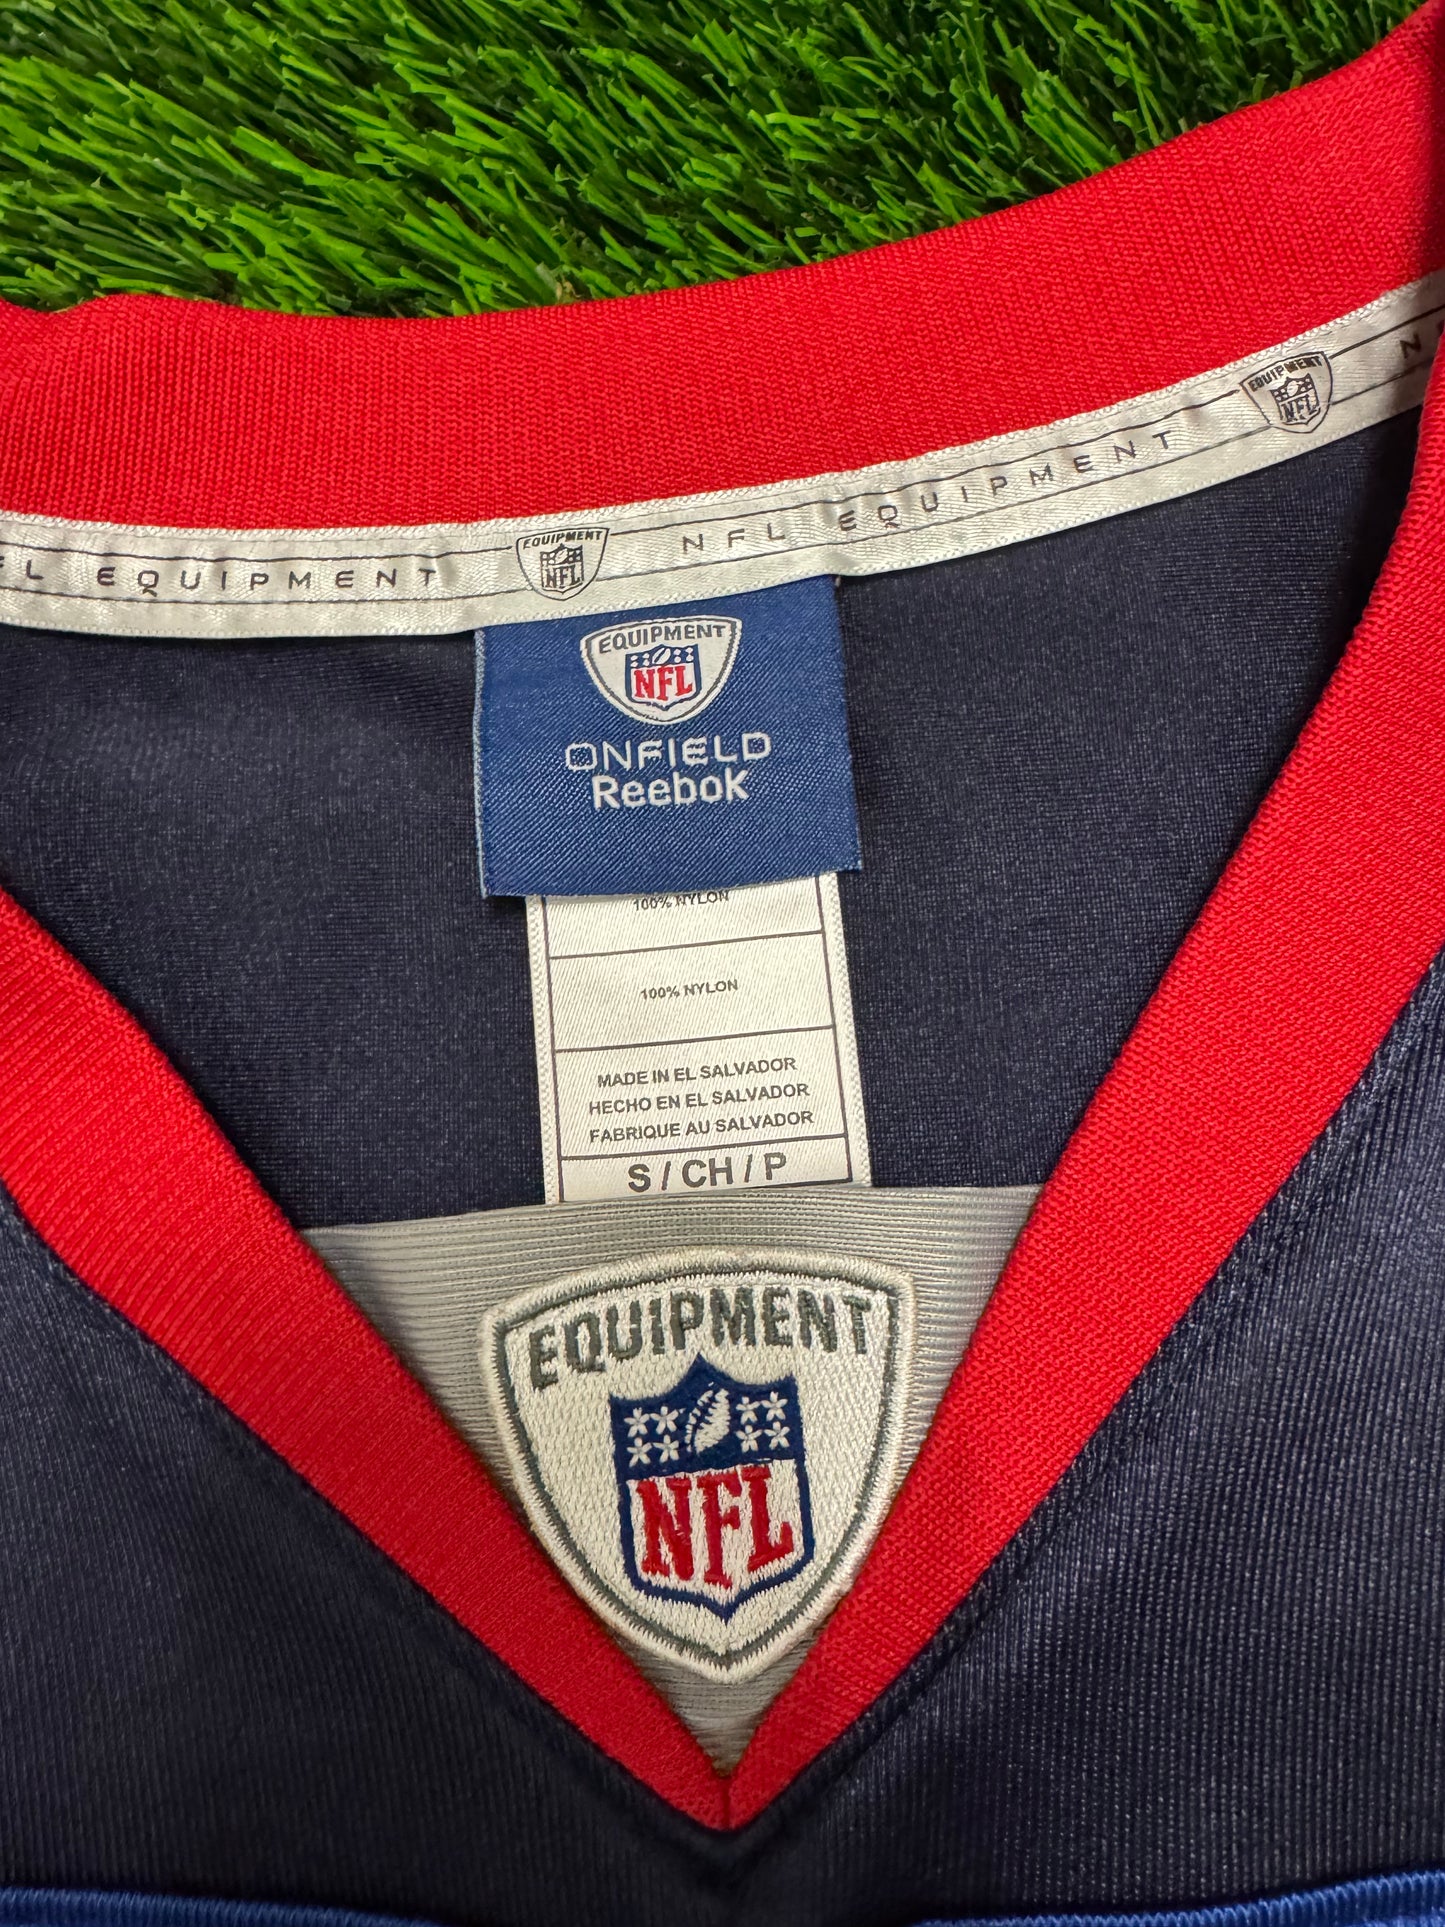 EQUIPMENT
NFL
N
EQUIPMENT
NFL
NFL EQUIPMENT
L EQUIPMENT
EQUIPMENT
NFL
ONFIELD
Reebok
100% NYLON
100% NYLON
MADE IN EL SALVADOR
HECHO EN EL SALVADOR
FABRIQUE AU SALVADOR
S / CH / P
EQUIPMENT
NFL